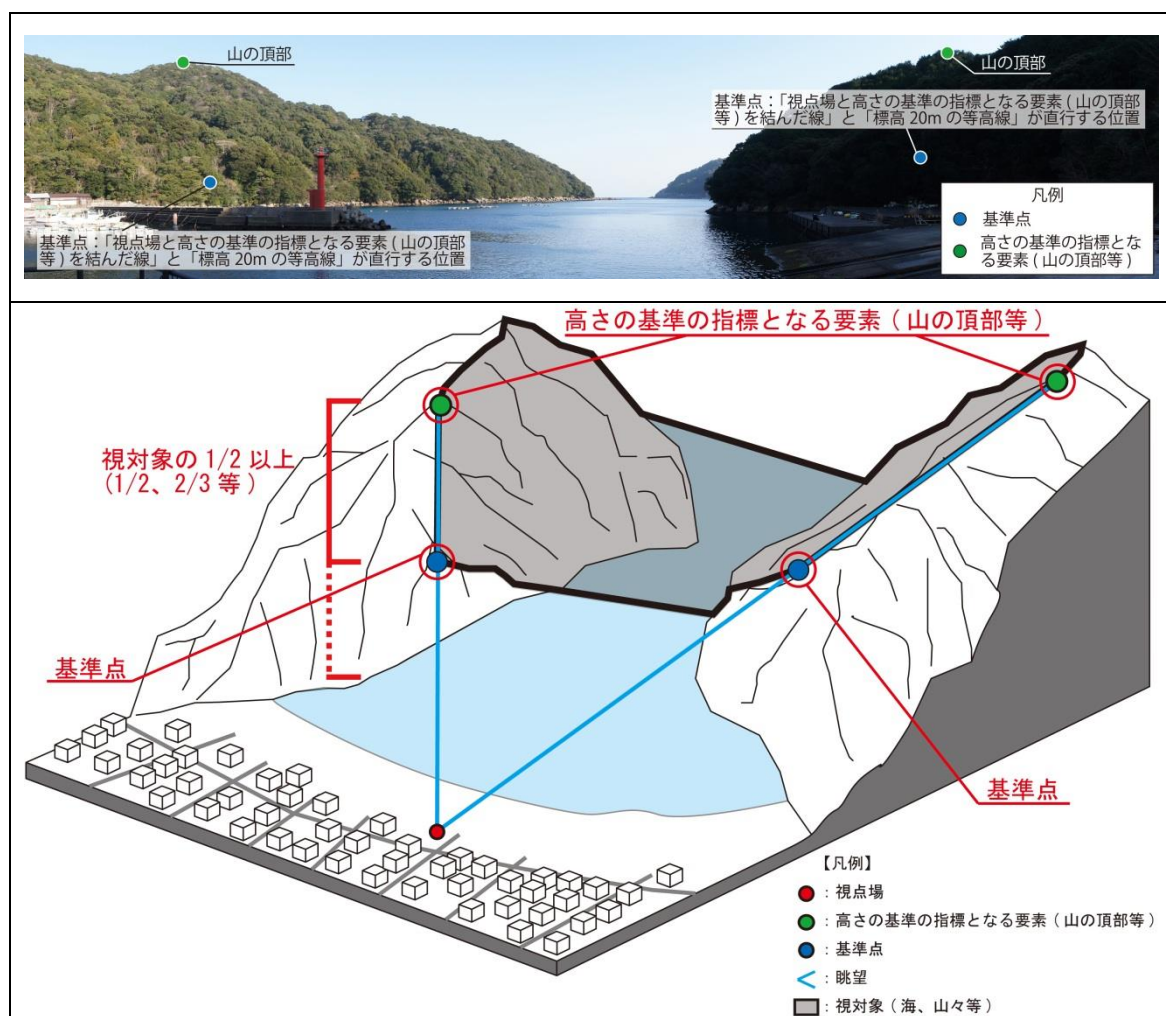 山の頂部
山の頂部
基準点：「視点場と高さの基準の指標となる要素(山の頂部
等)を結んだ線」と「標高20mの等高線」が直行する位置
凡例
基準点
高さの基準の指標とな
る要素(山の頂部等)
基準点：「視点場と高さの基準の指標となる要素(山の頂部
等)を結んだ線」と「標高20mの等高線」が直行する位置
高さの基準の指標となる要素(山の頂部等)
視対象の1/2以上
(1/2、2/3等)
基準点
基準点
【凡例】
：視点場
：高さの基準の指標となる要素(山の頂部等)
：基準点
：眺望
：視対象(海、山々等)